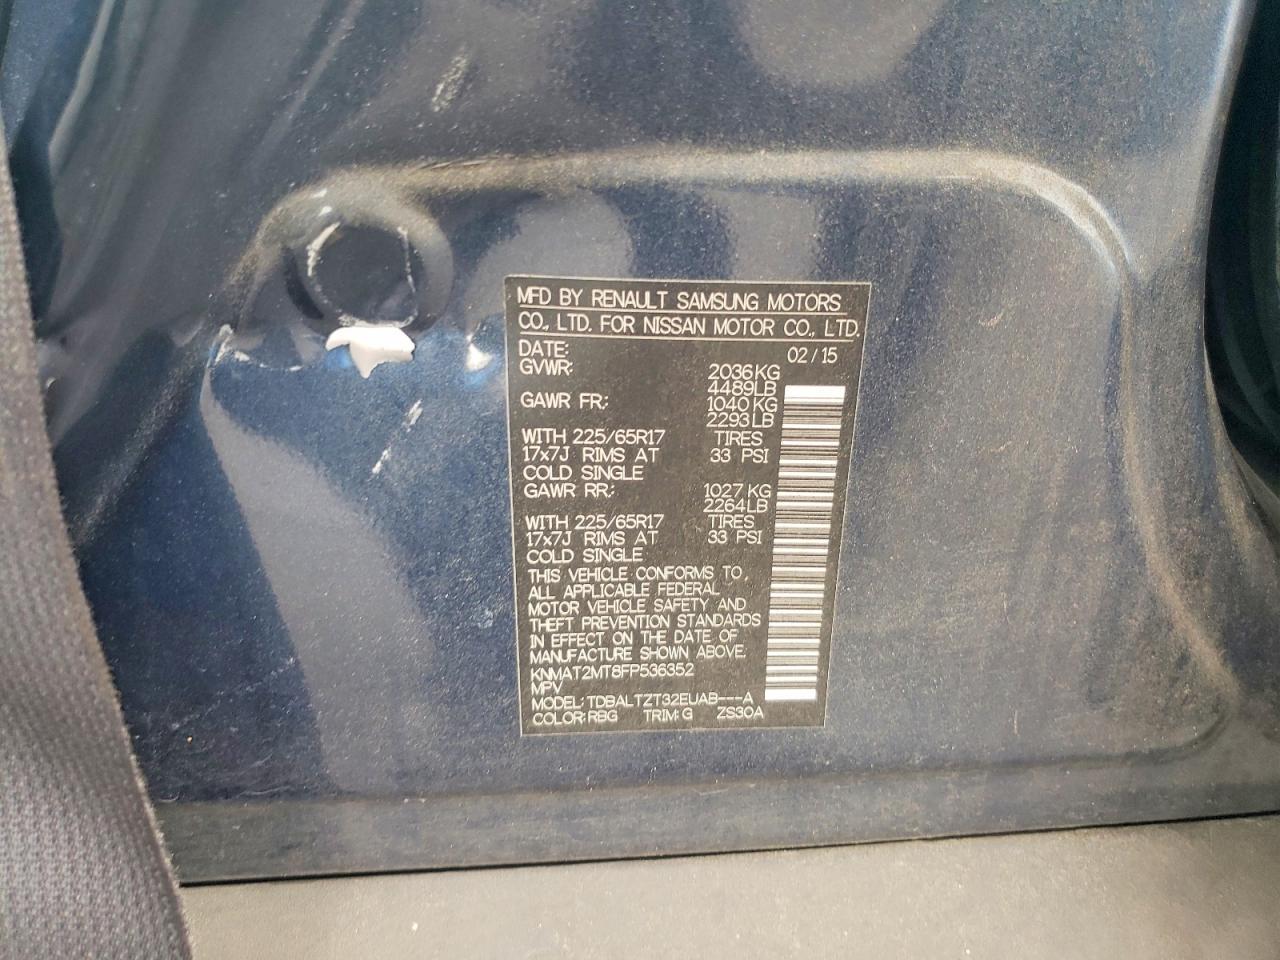 MFD BY RENAULT SAMSUNG MOTORS
CO., LTD. FOR NISSAN MOTOR CO., LTD.
DATE: 02/15
GVWR: 2036KG
4489LB
GAWR FR: 1040KG
2293LB
WITH 225/65R17 TIRES
17x7J RIMS AT 33 PSI
COLD SINGLE
GAWR RR: 1027KG
2264LB
WITH 225/65R17 TIRES
17x7J RIMS AT 33 PSI
COLD SINGLE
THIS VEHICLE CONFORMS TO
ALL APPLICABLE FEDERAL
MOTOR VEHICLE SAFETY AND
THEFT PREVENTION STANDARDS
IN EFFECT ON THE DATE OF
MANUFACTURE SHOWN ABOVE.
KNMAT2MT8FP536352
MPV
MODEL: TDBALTZT32EUAB---A
COLOR: RBG TRIM: G ZS30A